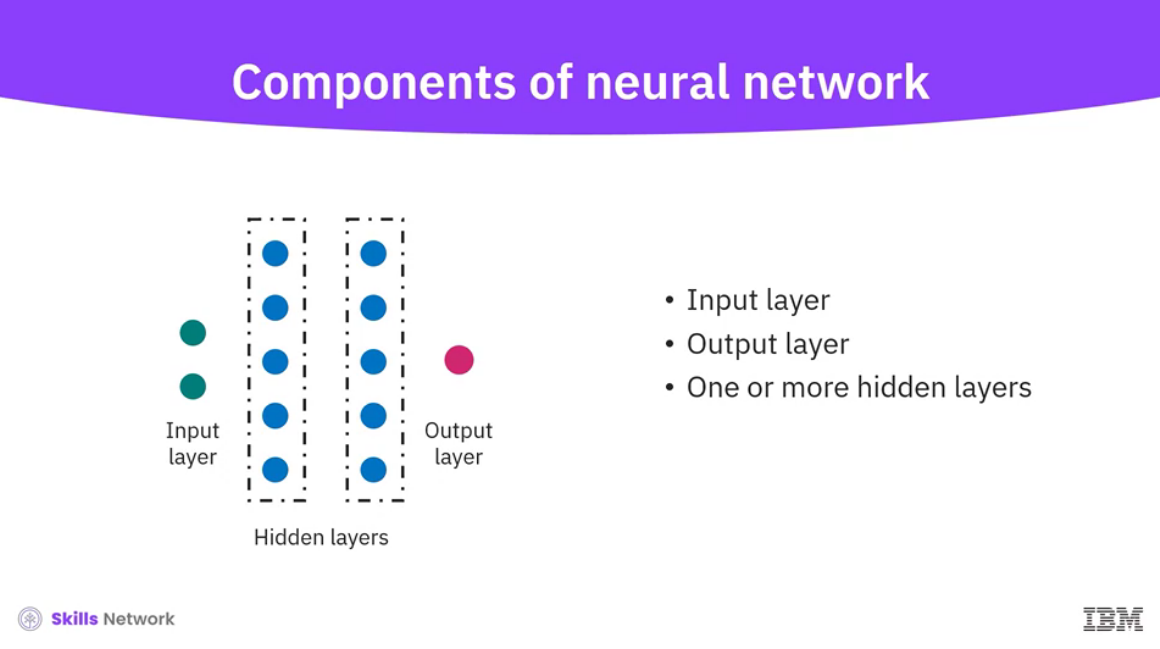 Components of neural network
Input
layer
Output
layer
Hidden layers
• Input layer
• Output layer
• One or more hidden layers
Skills Network
IBM